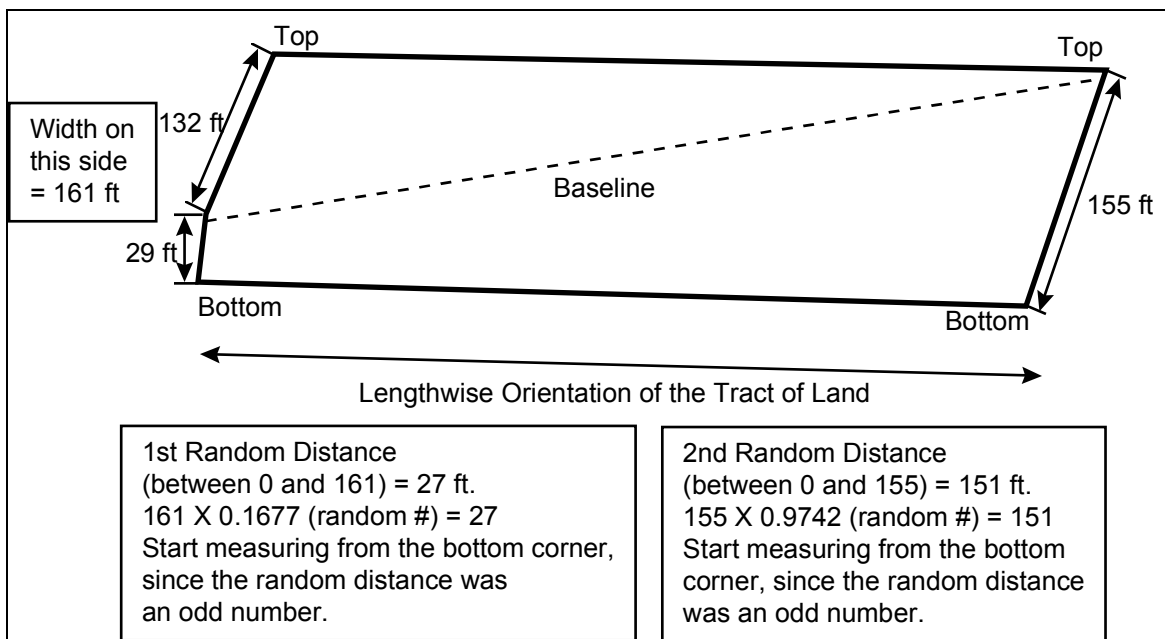 Top
Top
132 ft
Width on
this side
= 161 ft
Baseline
155 ft
29 ft
Bottom
Bottom
Lengthwise Orientation of the Tract of Land
1st Random Distance
(between 0 and 161) = 27 ft.
161 X 0.1677 (random #) = 27
Start measuring from the bottom corner,
since the random distance was
an odd number.
2nd Random Distance
(between 0 and 155) = 151 ft.
155 X 0.9742 (random #) = 151
Start measuring from the bottom
corner, since the random distance
was an odd number.